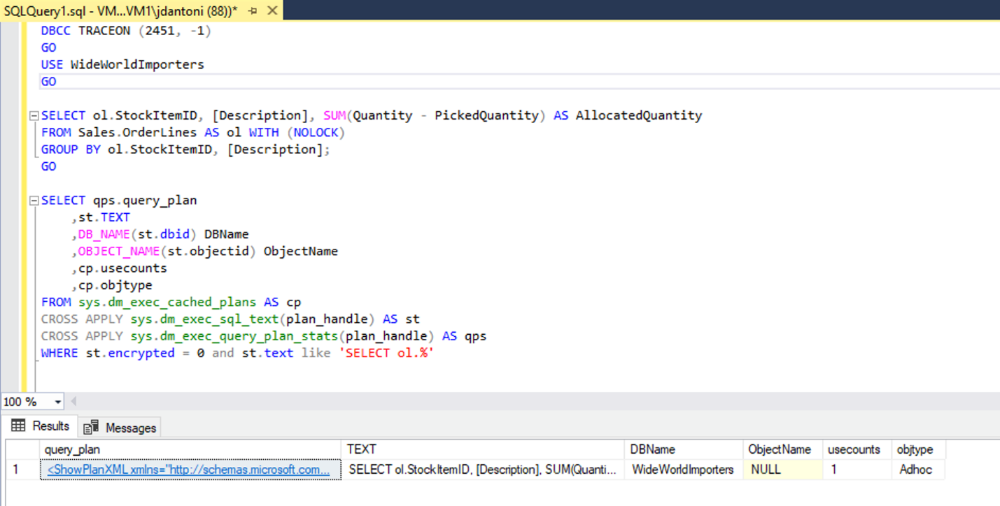 SQLQuery1.sql - VM...VM1\jdantoni (88))*
DBCC TRACEON (2451, -1)
GO
USE WideWorldImporters
GO
SELECT ol.StockItemID, [Description], SUM(Quantity - PickedQuantity) AS AllocatedQuantity
FROM Sales.OrderLines AS ol WITH (NOLOCK)
GROUP BY ol.StockItemID, [Description];
GO
SELECT qps.query_plan
,st.TEXT
,DB_NAME(st.dbid) DBName
,OBJECT_NAME(st.objectid) ObjectName
,cp.usecounts
,cp.objtype
FROM sys.dm_exec_cached_plans AS cp
CROSS APPLY sys.dm_exec_sql_text(plan_handle) AS st
CROSS APPLY sys.dm_exec_query_plan_stats(plan_handle) AS qps
WHERE st.encrypted = 0 and st.text like 'SELECT ol.%'
100 %
Results Messages
query_plan TEXT DBName ObjectName usecounts objtype
1 <ShowPlanXML xmlns="http://schemas.microsoft.com... SELECT ol.StockItemID, [Description], SUM(Quanti... WideWorldImporters NULL 1 Adhoc